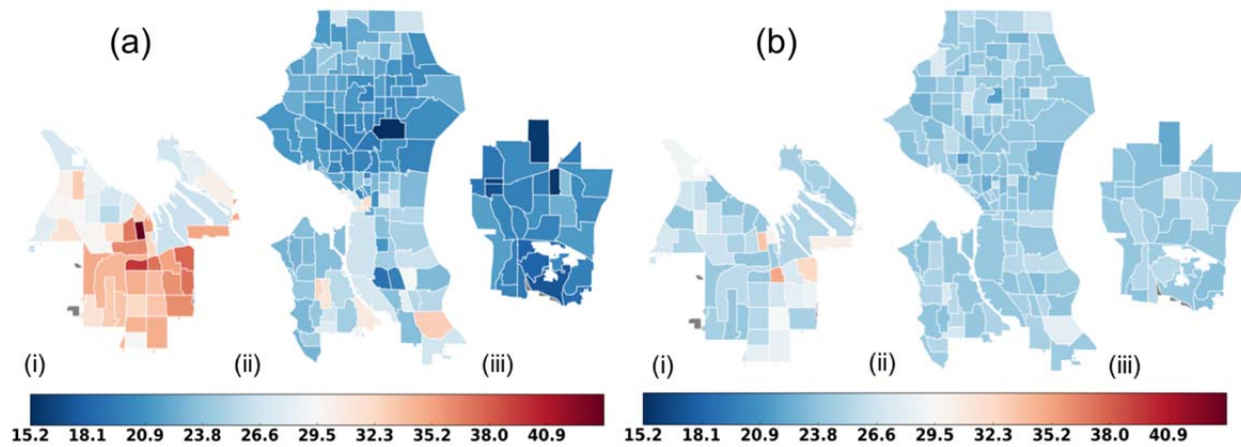 (a) (b)
(i) (ii) (iii) (i) (ii) (iii)
15.2 18.1 20.9 23.8 26.6 29.5 32.3 35.2 38.0 40.9 15.2 18.1 20.9 23.8 26.6 29.5 32.3 35.2 38.0 40.9